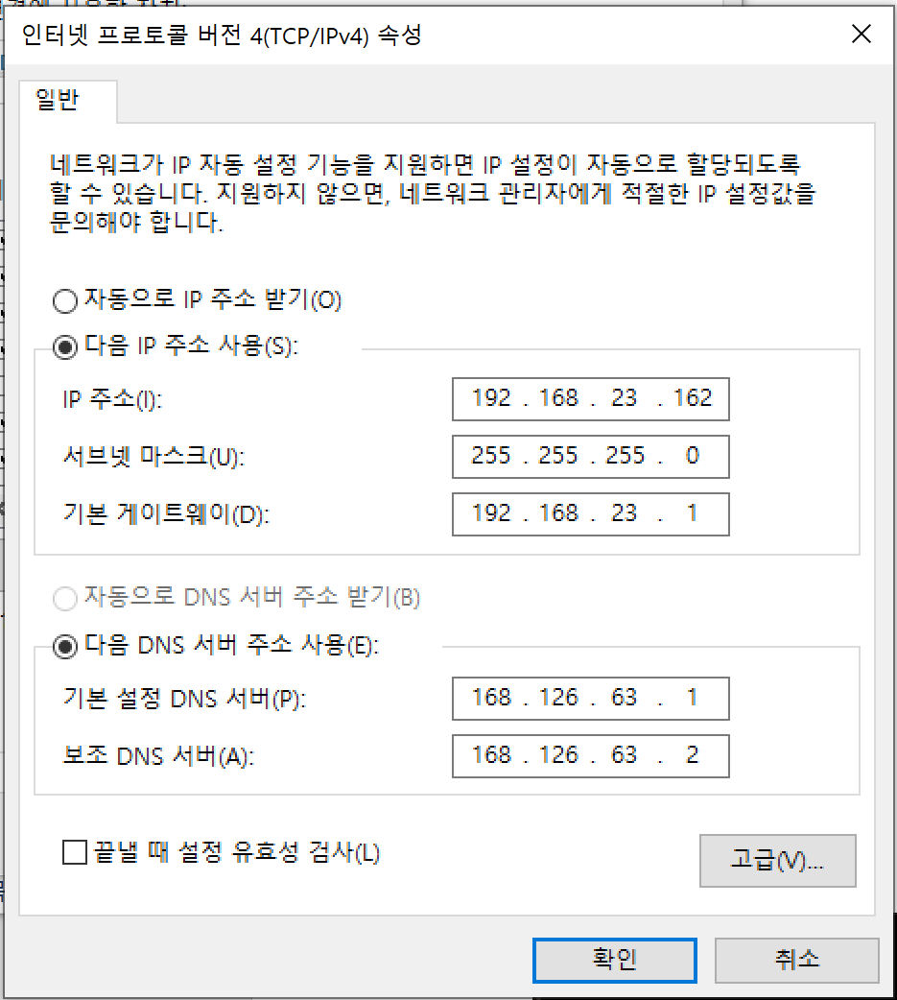 인터넷 프로토콜 버전 4(TCP/IPv4) 속성
일반
네트워크가 IP 자동 설정 기능을 지원하면 IP 설정이 자동으로 할당되도록
할 수 있습니다. 지원하지 않으면, 네트워크 관리자에게 적절한 IP 설정값을
문의해야 합니다.
자동으로 IP 주소 받기(O)
다음 IP 주소 사용(S):
IP 주소(I): 192 . 168 . 23 . 162
서브넷 마스크(U): 255 . 255 . 255 . 0
기본 게이트웨이(D): 192 . 168 . 23 . 1
자동으로 DNS 서버 주소 받기(B)
다음 DNS 서버 주소 사용(E):
기본 설정 DNS 서버(P): 168 . 126 . 63 . 1
보조 DNS 서버(A): 168 . 126 . 63 . 2
끝낼 때 설정 유효성 검사(L)
고급(V)...
확인 취소